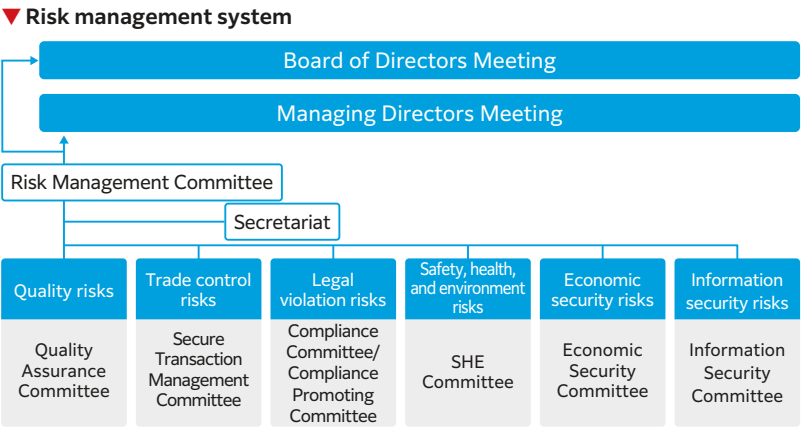 ▼ Risk management system
Board of Directors Meeting
Managing Directors Meeting
Risk Management Committee
Secretariat
Quality risks
Quality
Assurance
Committee
Trade control
risks
Secure
Transaction
Management
Committee
Legal
violation risks
Compliance
Committee/
Compliance
Promoting
Committee
Safety, health,
and environment
risks
SHE
Committee
Economic
security risks
Economic
Security
Committee
Information
security risks
Information
Security
Committee